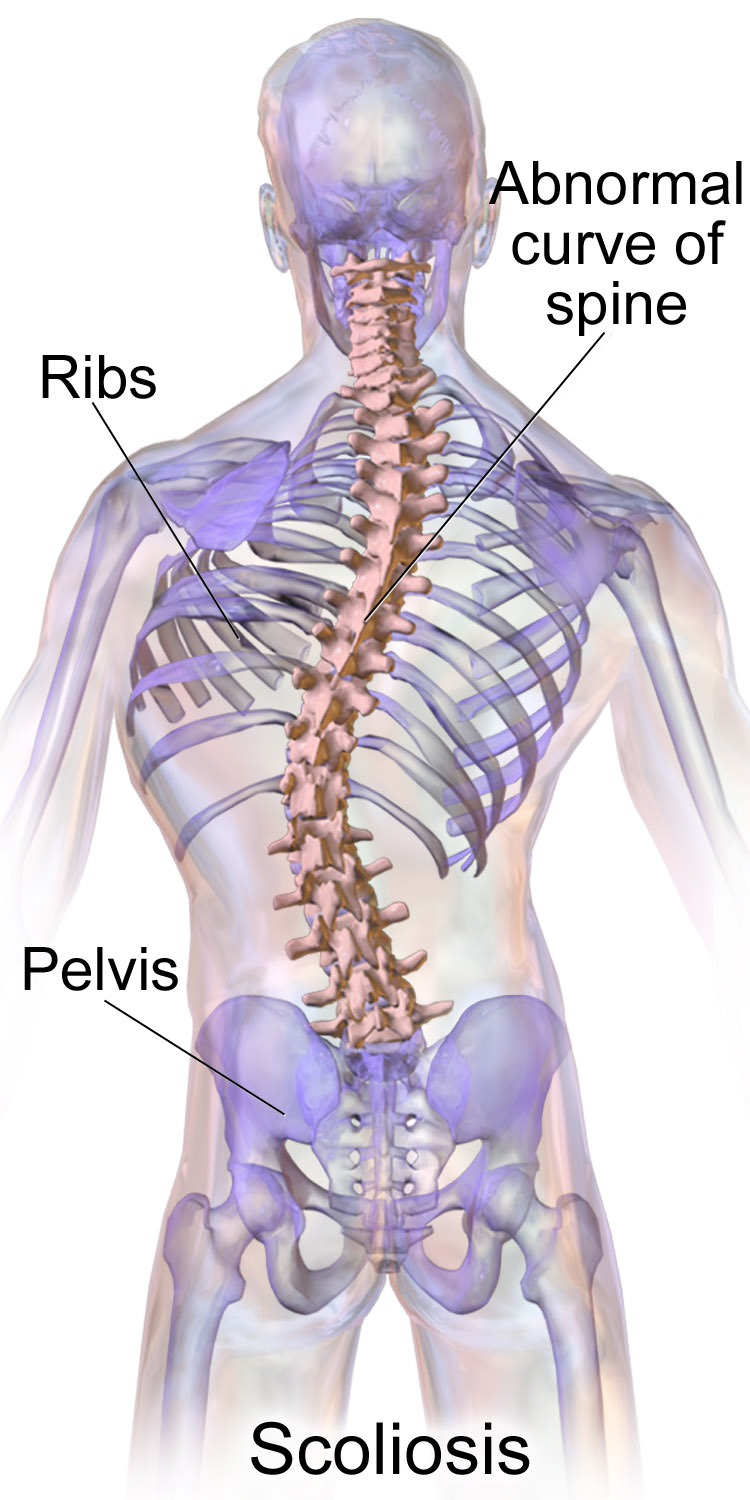 Abnormal
curve of
spine
Ribs
Pelvis
Scoliosis